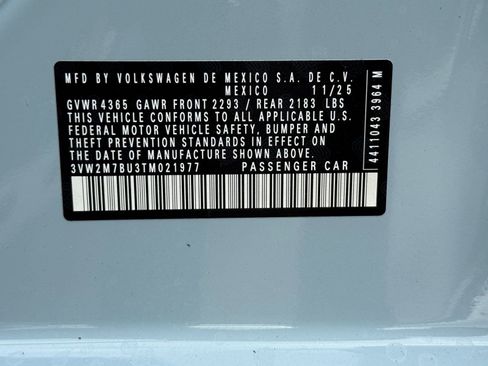 MFD BY VOLKSWAGEN DE MEXICO S.A. DE C.V.
MEXICO 11/25
GVWR 4365 GAWR FRONT 2293 / REAR 2183 LBS
THIS VEHICLE CONFORMS TO ALL APPLICABLE U.S.
FEDERAL MOTOR VEHICLE SAFETY, BUMPER AND
THEFT PREVENTION STANDARDS IN EFFECT ON
THE DATE OF MANUFACTURE SHOWN ABOVE.
3VW2M7BU3TM021977 PASSENGER CAR
4411043 3964 M